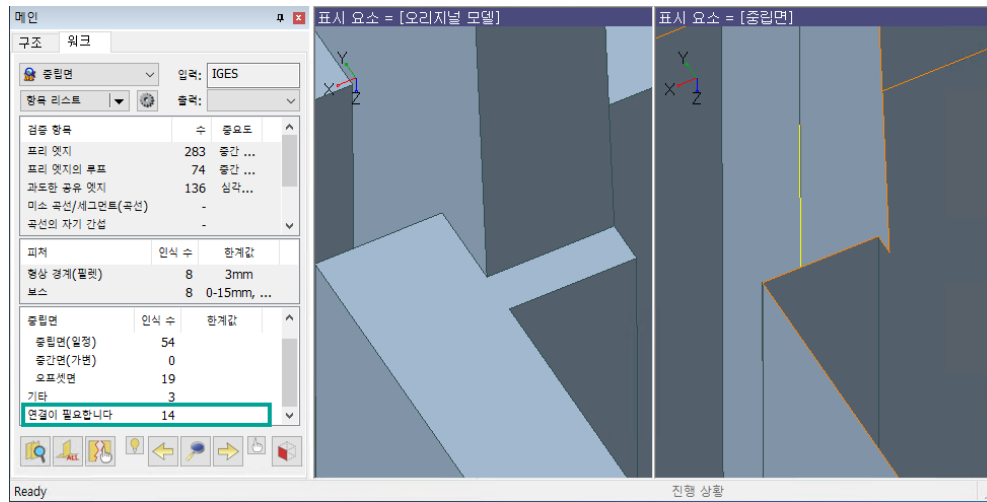 메인
구조 워크
중립면 입력: IGES
항목 리스트 출력:
검증 항목 수 중요도
프리 엣지 283 중간 ...
프리 엣지의 루프 74 중간 ...
과도한 공유 엣지 136 심각...
미소 곡선/세그먼트(곡선) -
곡선의 자기 간섭 -
피처 인식 수 한계값
형상 경계(필렛) 8 3mm
보스 8 0-15mm, ...
중립면 인식 수 한계값
중립면(일정) 54
중간면(가변) 0
오프셋면 19
기타 3
연결이 필요합니다 14
ALL
Ready
표시 요소 = [오리지널 모델]
Y
X
Z
표시 요소 = [중립면]
Y
X
Z
진행 상황